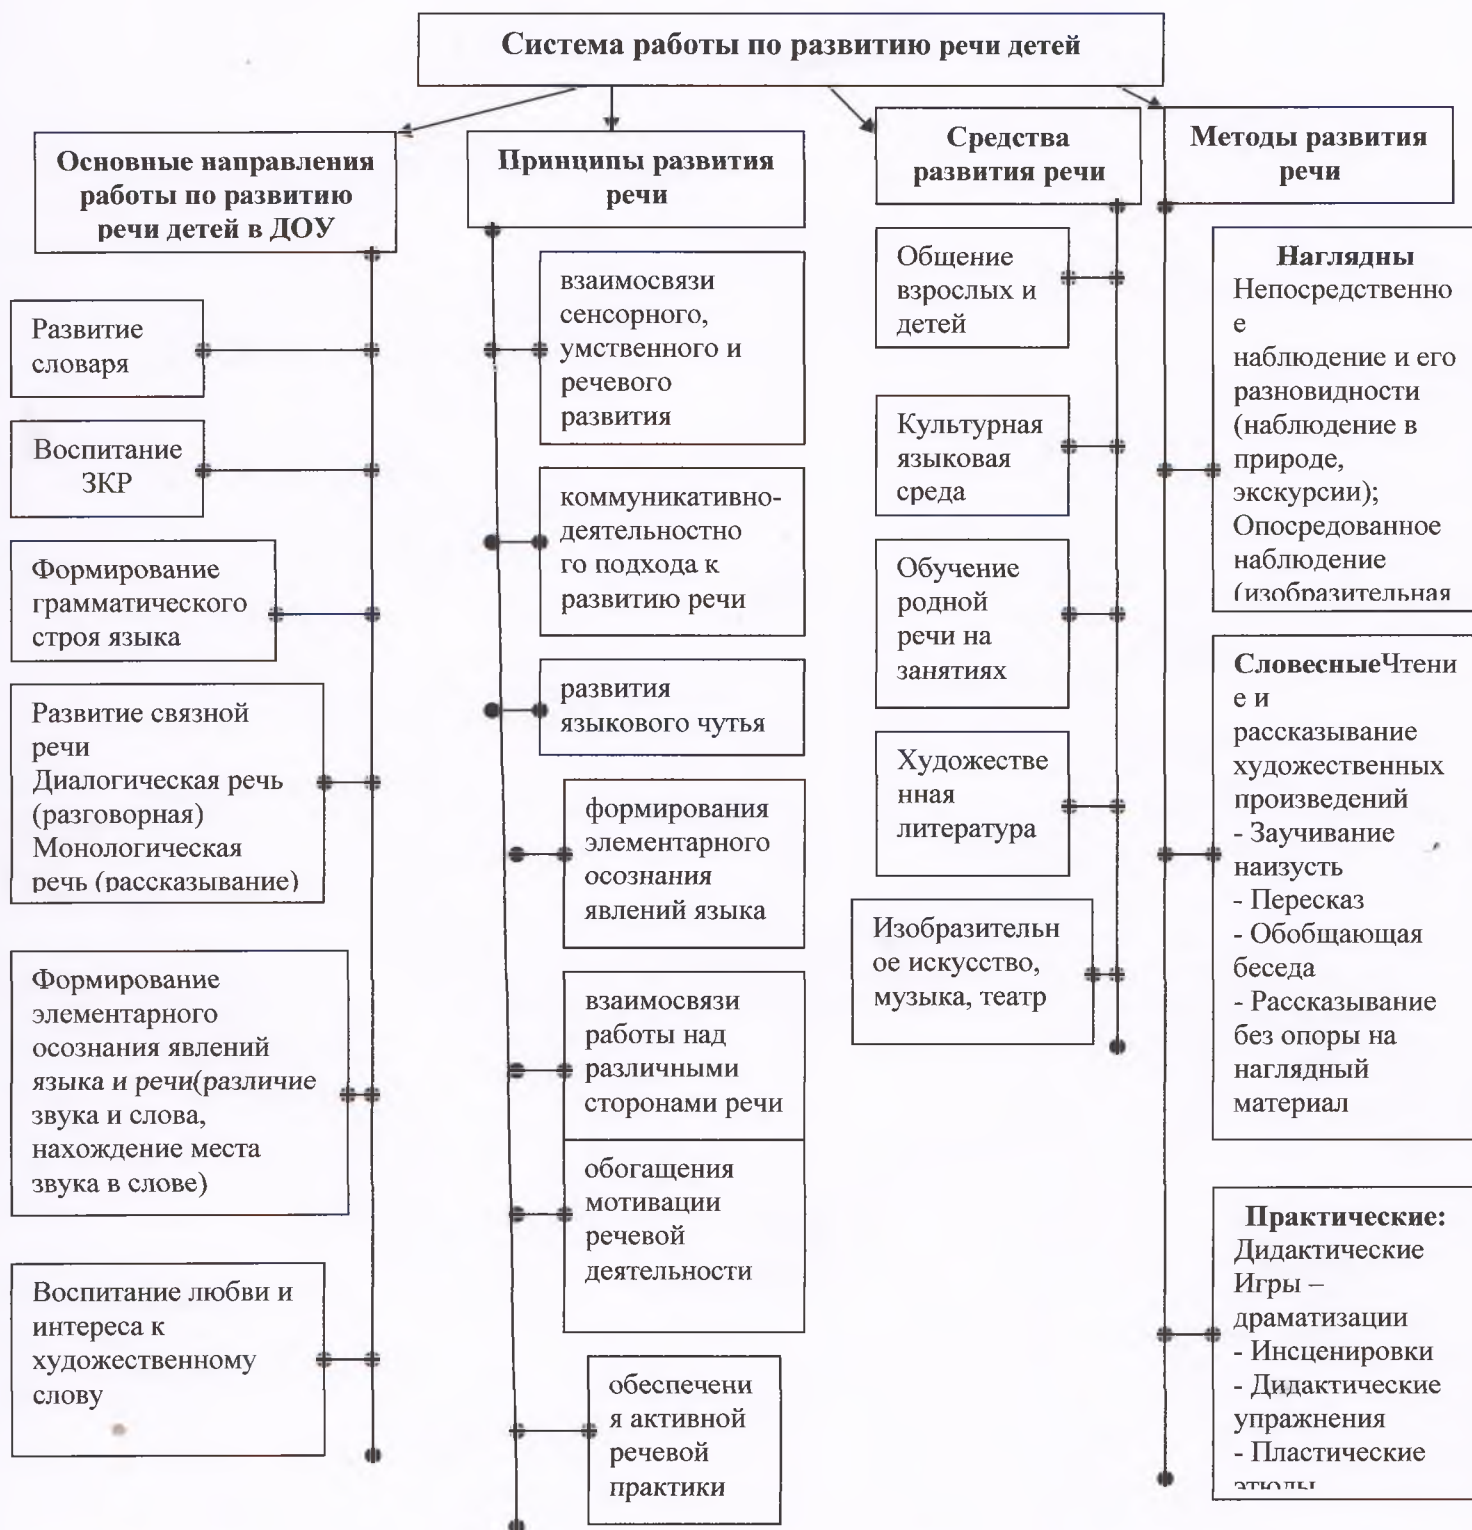 Система работы по развитию речи детей
Основные направления
работы по развитию
речи детей в ДОУ
Развитие
словаря
Воспитание
ЗКР
Формирование
грамматического
строя языка
Развитие связной
речи
Диалогическая речь
(разговорная)
Монологическая
речь (рассказывание)
Формирование
элементарного
осознания явлений
языка и речи(различие
звука и слова,
нахождение места
звука в слове)
Воспитание любви и
интереса к
художественному
слову
Принципы развития
речи
взаимосвязи
сенсорного,
умственного и
речевого
развития
коммуникативно-
деятельностно
го подхода к
развитию речи
развития
языкового чутья
формирования
элементарного
осознания
явлений языка
взаимосвязи
работы над
различными
сторонами речи
обогащения
мотивации
речевой
деятельности
обеспечени
я активной
речевой
практики
Средства
развития речи
Общение
взрослых и
детей
Культурная
языковая
среда
Обучение
родной
речи на
занятиях
Художестве
нная
литература
Изобразительн
ое искусство,
музыка, театр
Методы развития
речи
Наглядны
Непосредственно
е
наблюдение и его
разновидности
(наблюдение в
природе,
экскурсии);
Опосредованное
наблюдение
(изобразительная
СловесныеЧтени
е и
рассказывание
художественных
произведений
- Заучивание
наизусть
- Пересказ
- Обобщающая
беседа
- Рассказывание
без опоры на
наглядный
материал
Практические:
Дидактические
Игры –
драматизации
- Инсценировки
- Дидактические
упражнения
- Пластические
этюды